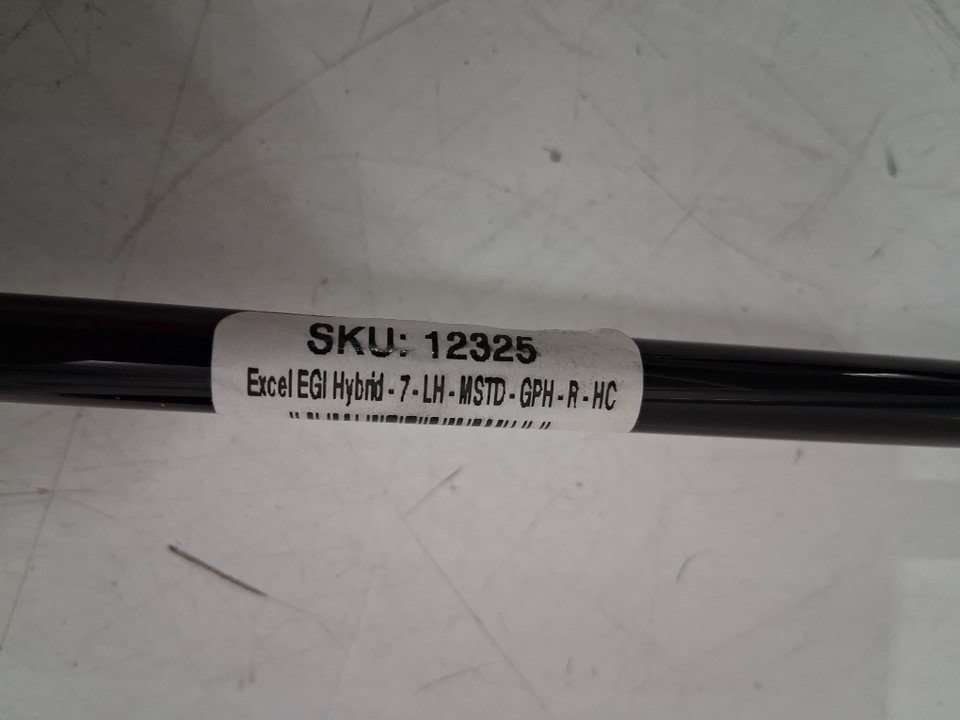 SKU: 12325
Excel EGI Hybrid - 7 - LH - MSTD - GPH - R - HC